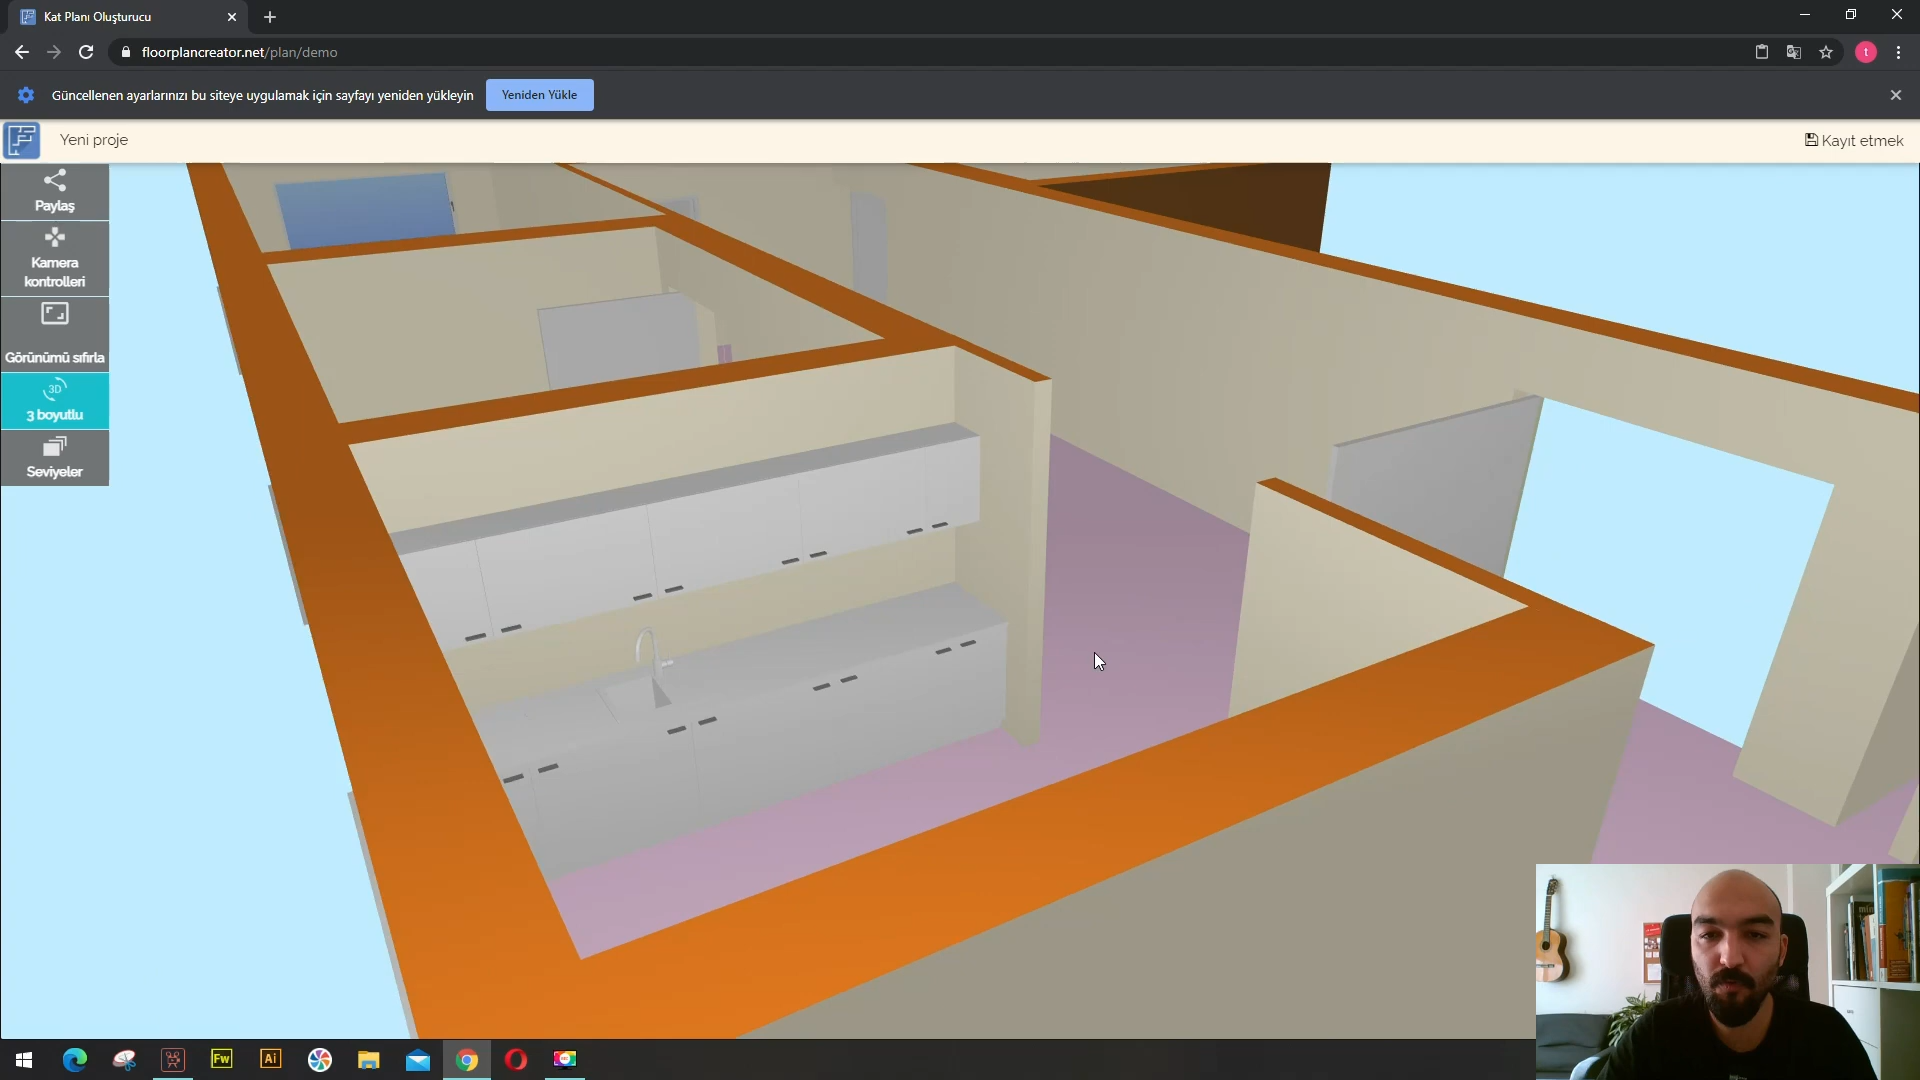 Kat Planı Oluşturucu
floorplancreator.net/plan/demo
t
Güncellenen ayarlarınızı bu siteye uygulamak için sayfayı yeniden yükleyin
Yeniden Yükle
Yeni proje
Kayıt etmek
Paylaş
Kamera
kontrolleri
Görünümü sıfırla
3D
3 boyutlu
Seviyeler
Fw
Ai